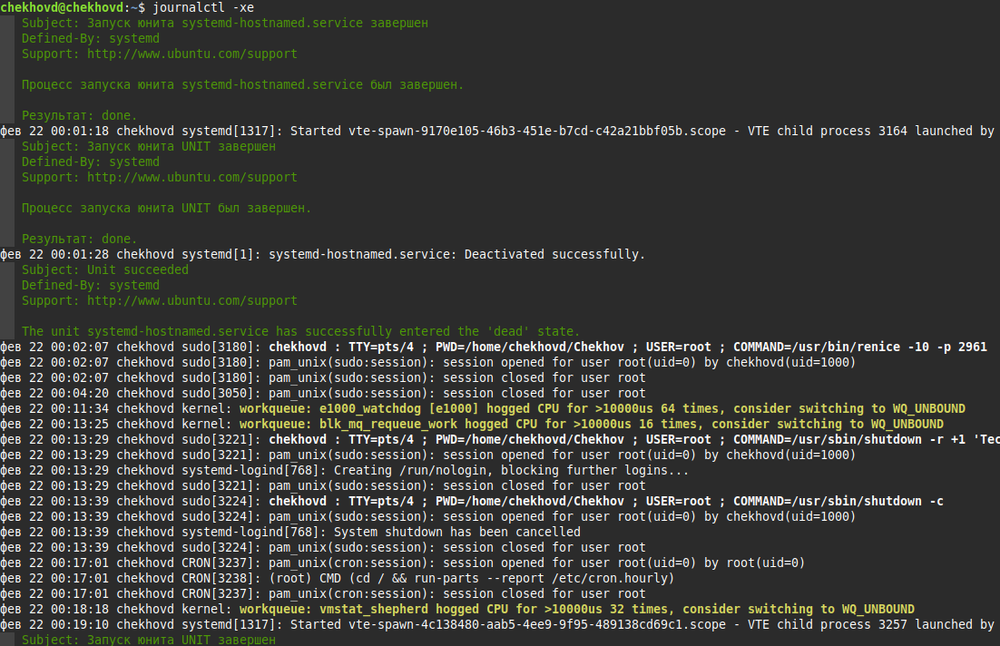 chekhovd@chekhovd:~$ journalctl -xe
Subject: Запуск юнита systemd-hostnamed.service завершен
Defined-By: systemd
Support: http://www.ubuntu.com/support
Процесс запуска юнита systemd-hostnamed.service был завершен.
Результат: done.
фев 22 00:01:18 chekhovd systemd[1317]: Started vte-spawn-9170e105-46b3-451e-b7cd-c42a21bbf05b.scope - VTE child process 3164 launched by
Subject: Запуск юнита UNIT завершен
Defined-By: systemd
Support: http://www.ubuntu.com/support
Процесс запуска юнита UNIT был завершен.
Результат: done.
фев 22 00:01:28 chekhovd systemd[1]: systemd-hostnamed.service: Deactivated successfully.
Subject: Unit succeeded
Defined-By: systemd
Support: http://www.ubuntu.com/support
The unit systemd-hostnamed.service has successfully entered the 'dead' state.
фев 22 00:02:07 chekhovd sudo[3180]: chekhovd : TTY=pts/4 ; PWD=/home/chekhovd/Chekhov ; USER=root ; COMMAND=/usr/bin/renice -10 -p 2961
фев 22 00:02:07 chekhovd sudo[3180]: pam_unix(sudo:session): session opened for user root(uid=0) by chekhovd(uid=1000)
фев 22 00:02:07 chekhovd sudo[3180]: pam_unix(sudo:session): session closed for user root
фев 22 00:04:20 chekhovd sudo[3050]: pam_unix(sudo:session): session closed for user root
фев 22 00:11:34 chekhovd kernel: workqueue: e1000_watchdog [e1000] hogged CPU for >10000us 64 times, consider switching to WQ_UNBOUND
фев 22 00:13:25 chekhovd kernel: workqueue: blk_mq_requeue_work hogged CPU for >10000us 16 times, consider switching to WQ_UNBOUND
фев 22 00:13:29 chekhovd sudo[3221]: chekhovd : TTY=pts/4 ; PWD=/home/chekhovd/Chekhov ; USER=root ; COMMAND=/usr/sbin/shutdown -r +1 'Tec
фев 22 00:13:29 chekhovd sudo[3221]: pam_unix(sudo:session): session opened for user root(uid=0) by chekhovd(uid=1000)
фев 22 00:13:29 chekhovd systemd-logind[768]: Creating /run/nologin, blocking further logins...
фев 22 00:13:29 chekhovd sudo[3221]: pam_unix(sudo:session): session closed for user root
фев 22 00:13:39 chekhovd sudo[3224]: chekhovd : TTY=pts/4 ; PWD=/home/chekhovd/Chekhov ; USER=root ; COMMAND=/usr/sbin/shutdown -c
фев 22 00:13:39 chekhovd sudo[3224]: pam_unix(sudo:session): session opened for user root(uid=0) by chekhovd(uid=1000)
фев 22 00:13:39 chekhovd systemd-logind[768]: System shutdown has been cancelled
фев 22 00:13:39 chekhovd sudo[3224]: pam_unix(sudo:session): session closed for user root
фев 22 00:17:01 chekhovd CRON[3237]: pam_unix(cron:session): session opened for user root(uid=0) by root(uid=0)
фев 22 00:17:01 chekhovd CRON[3238]: (root) CMD (cd / && run-parts --report /etc/cron.hourly)
фев 22 00:17:01 chekhovd CRON[3237]: pam_unix(cron:session): session closed for user root
фев 22 00:18:18 chekhovd kernel: workqueue: vmstat_shepherd hogged CPU for >10000us 32 times, consider switching to WQ_UNBOUND
фев 22 00:19:10 chekhovd systemd[1317]: Started vte-spawn-4c138480-aab5-4ee9-9f95-489138cd69c1.scope - VTE child process 3257 launched by
Subject: Запуск юнита UNIT завершен